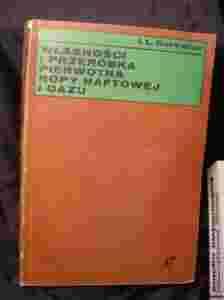 WŁASNOŚCI
I PRZERÓBKA
PIERWOTNA
ROPY NAFTOWEJ
I GAZU